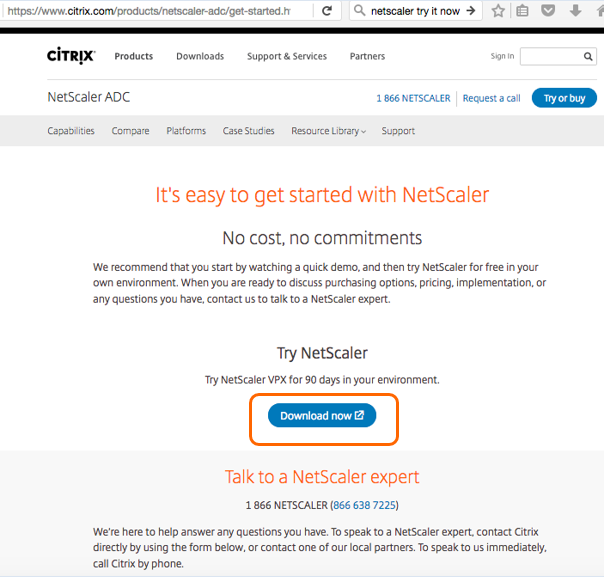 https://www.citrix.com/products/netscaler-adc/get-started.h
netscaler try it now
CITRIX Products Downloads Support & Services Partners Sign In
NetScaler ADC 1 866 NETSCALER Request a call Try or buy
Capabilities Compare Platforms Case Studies Resource Library Support
It's easy to get started with NetScaler
No cost, no commitments
We recommend that you start by watching a quick demo, and then try NetScaler for free in your
own environment. When you are ready to discuss purchasing options, pricing, implementation, or
any questions you have, contact us to talk to a NetScaler expert.
Try NetScaler
Try NetScaler VPX for 90 days in your environment.
Download now
Talk to a NetScaler expert
1 866 NETSCALER (866 638 7225)
We're here to help answer any questions you have. To speak to a NetScaler expert, contact Citrix
directly by using the form below, or contact one of our local partners. To speak to us immediately,
call Citrix by phone.